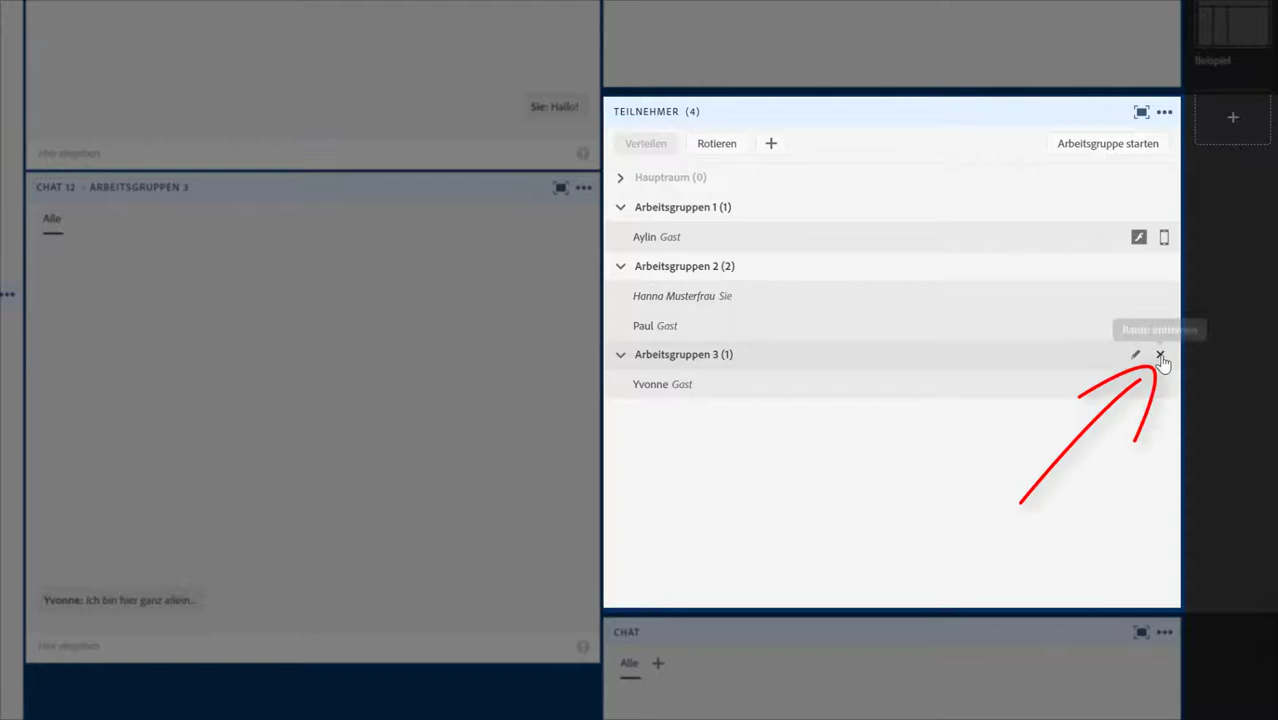 Sie: Hallo!
Hier eingeben
CHAT 12 - ARBEITSGRUPPEN 3
Alle
Yvonne: Ich bin hier ganz allein...
Hier eingeben
TEILNEHMER (4)
Verteilen Rotieren + Arbeitsgruppe starten
Hauptraum (0)
Arbeitsgruppen 1 (1)
Aylin Gast
Arbeitsgruppen 2 (2)
Hanna Musterfrau Sie
Paul Gast
Raum entfernen
Arbeitsgruppen 3 (1)
Yvonne Gast
CHAT
Alle +
Beispiel
+